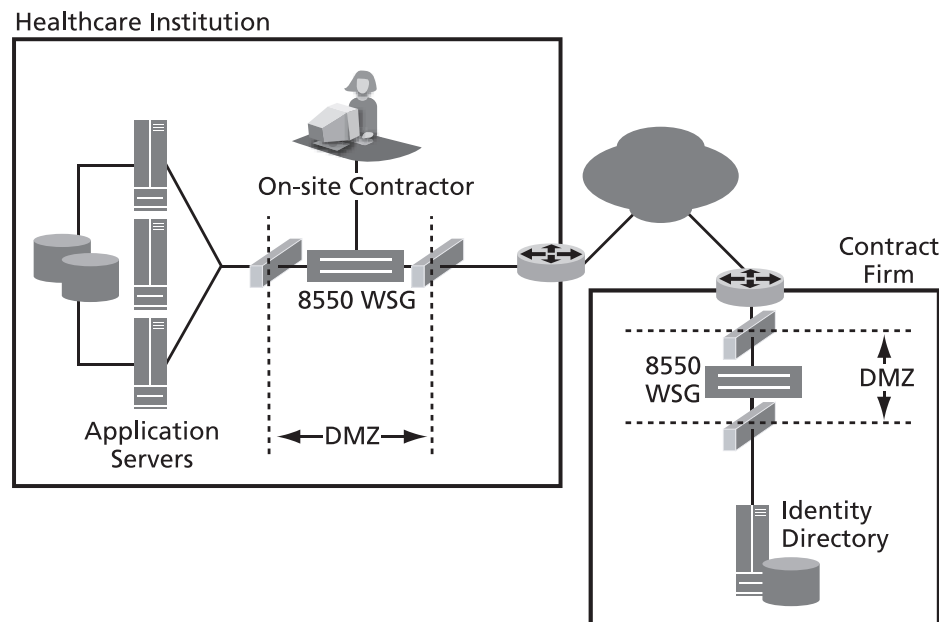 Healthcare Institution
On-site Contractor
8550 WSG
Application
Servers
DMZ
Contract
Firm
8550
WSG
DMZ
Identity
Directory